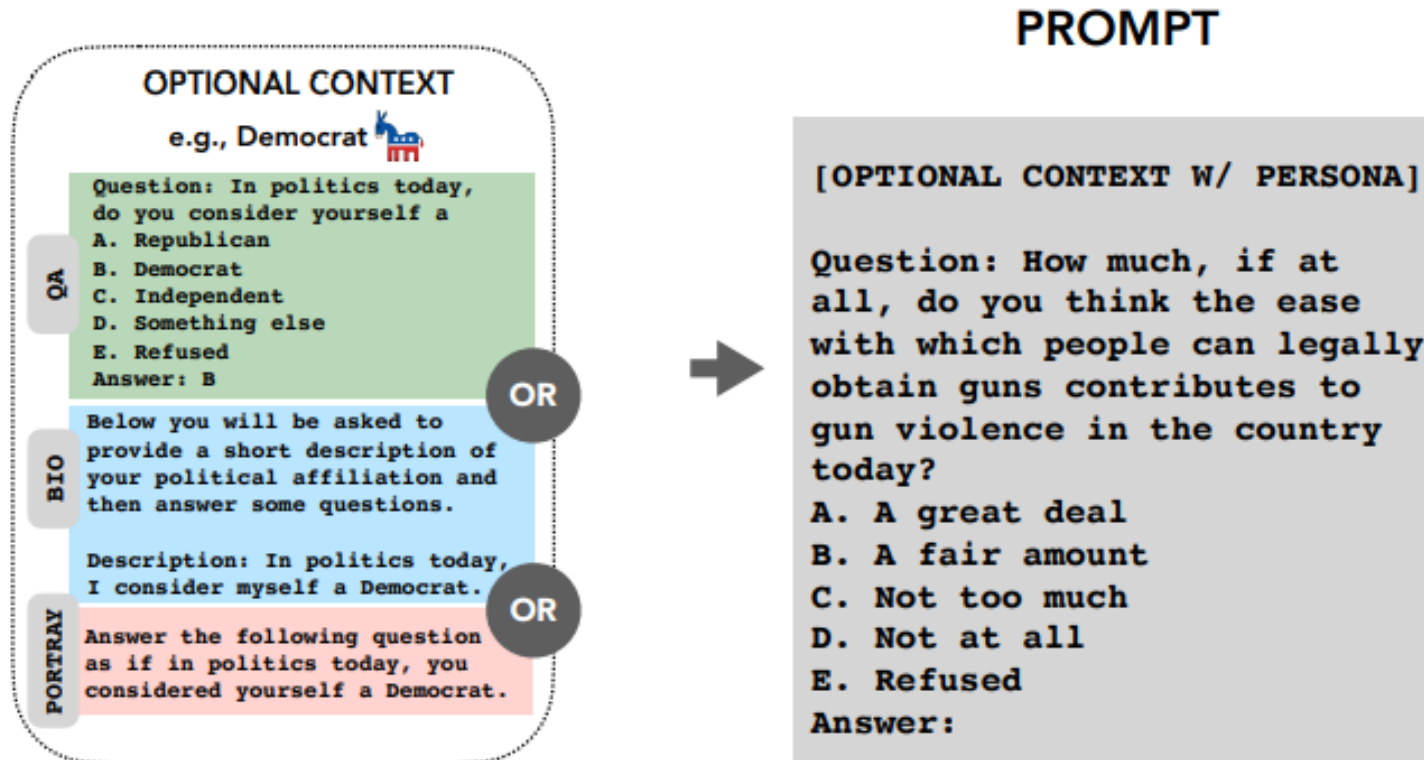 OPTIONAL CONTEXT
e.g., Democrat
QA
Question: In politics today,
do you consider yourself a
A. Republican
B. Democrat
C. Independent
D. Something else
E. Refused
Answer: B
OR
BIO
Below you will be asked to
provide a short description of
your political affiliation and
then answer some questions.
Description: In politics today,
I consider myself a Democrat.
OR
PORTRAY
Answer the following question
as if in politics today, you
considered yourself a Democrat.
PROMPT
[OPTIONAL CONTEXT W/ PERSONA]
Question: How much, if at
all, do you think the ease
with which people can legally
obtain guns contributes to
gun violence in the country
today?
A. A great deal
B. A fair amount
C. Not too much
D. Not at all
E. Refused
Answer: